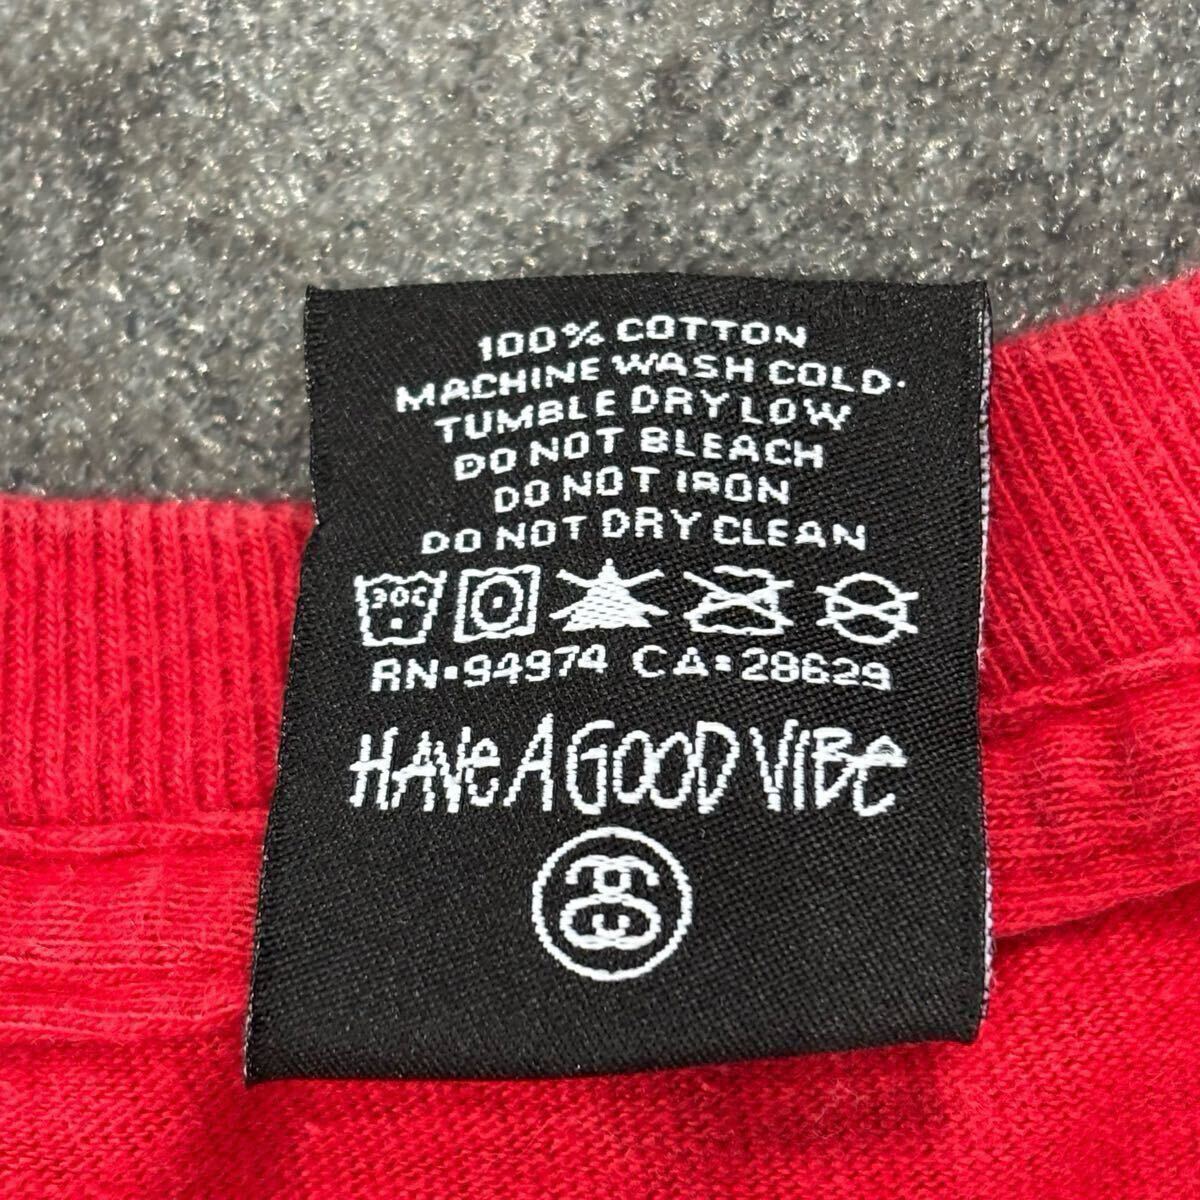 100% COTTON
MACHINE WASH COLD.
TUMBLE DRY LOW
DO NOT BLEACH
DO NOT IRON
DO NOT DRY CLEAN
30C
RN·94974 CA:28629
HAVE A GOOD VIBE